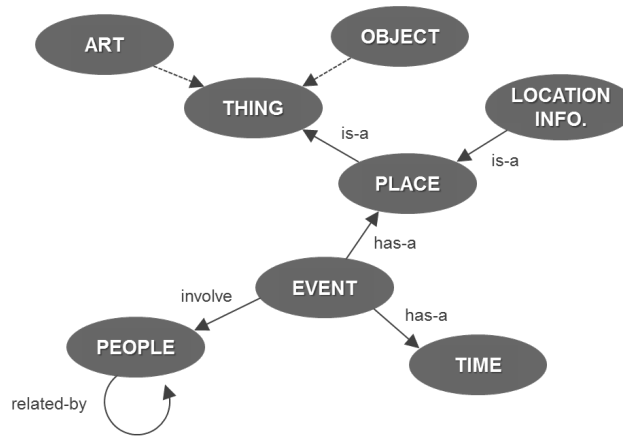 ART
OBJECT
THING
LOCATION
INFO.
is-a
is-a
PLACE
has-a
EVENT
involve
has-a
PEOPLE
TIME
related-by